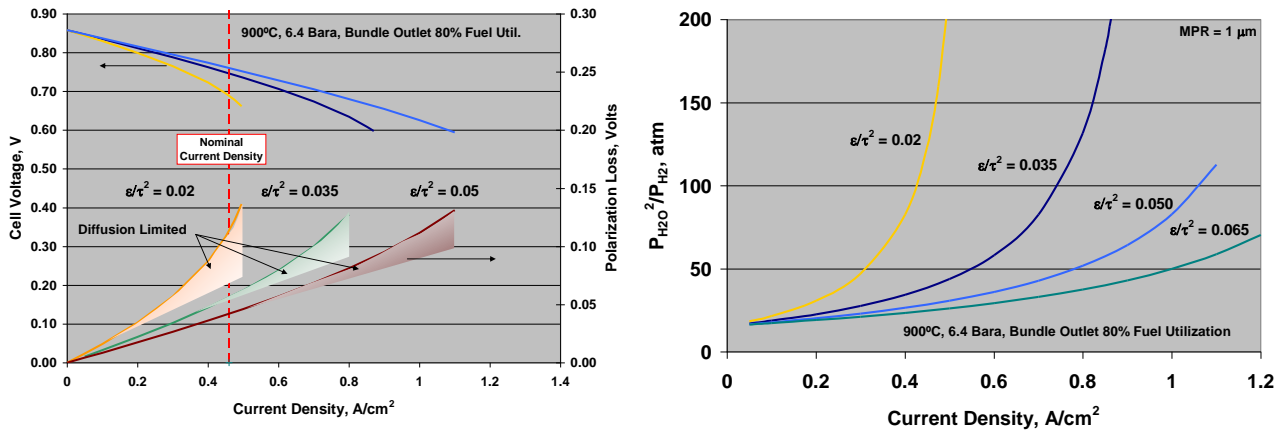 900ºC, 6.4 Bara, Bundle Outlet 80% Fuel Util.
Cell Voltage, V
0.90
0.80
0.70
0.60
0.50
0.40
0.30
0.20
0.10
0.00
Nominal
Current Density
ε/τ² = 0.02
ε/τ² = 0.035
ε/τ² = 0.05
Diffusion Limited
0.30
0.25
0.20
0.15
0.10
0.05
0.00
Polarization Loss, Volts
0 0.2 0.4 0.6 0.8 1 1.2 1.4
Current Density, A/cm²
MPR = 1 μm
P_H2O²/P_H2, atm
200
150
100
50
0
ε/τ² = 0.02
ε/τ² = 0.035
ε/τ² = 0.050
ε/τ² = 0.065
900ºC, 6.4 Bara, Bundle Outlet 80% Fuel Utilization
0 0.2 0.4 0.6 0.8 1 1.2
Current Density, A/cm²